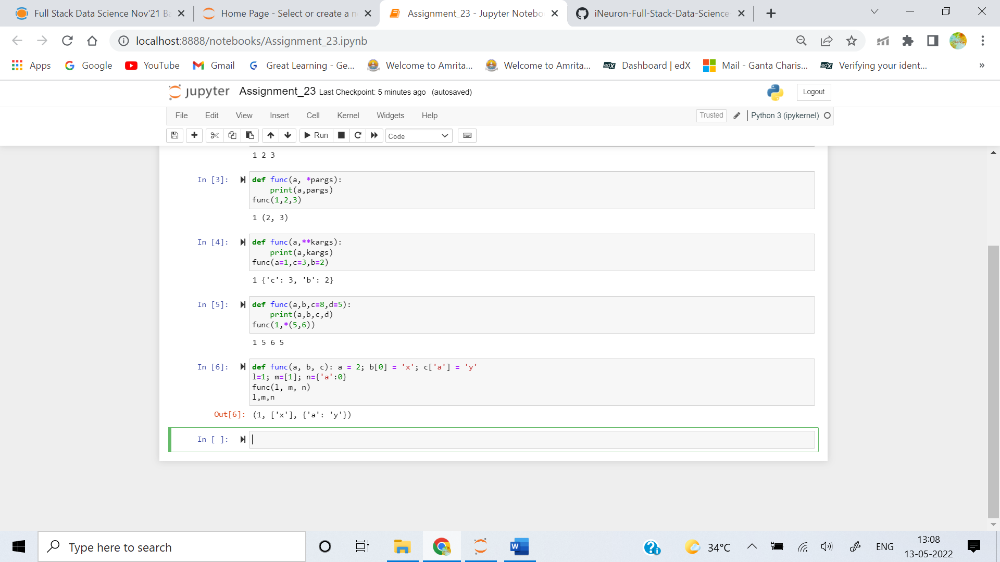 Full Stack Data Science Nov'21 Ba
Home Page - Select or create a n
Assignment_23 - Jupyter Notebo
iNeuron-Full-Stack-Data-Science-
localhost:8888/notebooks/Assignment_23.ipynb
Apps
Google
YouTube
Gmail
Great Learning - Ge...
Welcome to Amrita...
Welcome to Amrita...
edX
Dashboard | edX
Mail - Ganta Charis...
edX
Verifying your ident...
»
jupyter
Assignment_23 Last Checkpoint: 5 minutes ago (autosaved)
Logout
File Edit View Insert Cell Kernel Widgets Help
Trusted
Python 3 (ipykernel)
Run
Code
1 2 3
In [3]:
def func(a, *pargs):
    print(a,pargs)
func(1,2,3)
1 (2, 3)
In [4]:
def func(a,**kargs):
    print(a,kargs)
func(a=1,c=3,b=2)
1 {'c': 3, 'b': 2}
In [5]:
def func(a,b,c=8,d=5):
    print(a,b,c,d)
func(1,*(5,6))
1 5 6 5
In [6]:
def func(a, b, c): a = 2; b[0] = 'x'; c['a'] = 'y'
l=1; m=[1]; n={'a':0}
func(l, m, n)
l,m,n
Out[6]: (1, ['x'], {'a': 'y'})
In [ ]:
Type here to search
W
34°C
ENG
13:08
13-05-2022